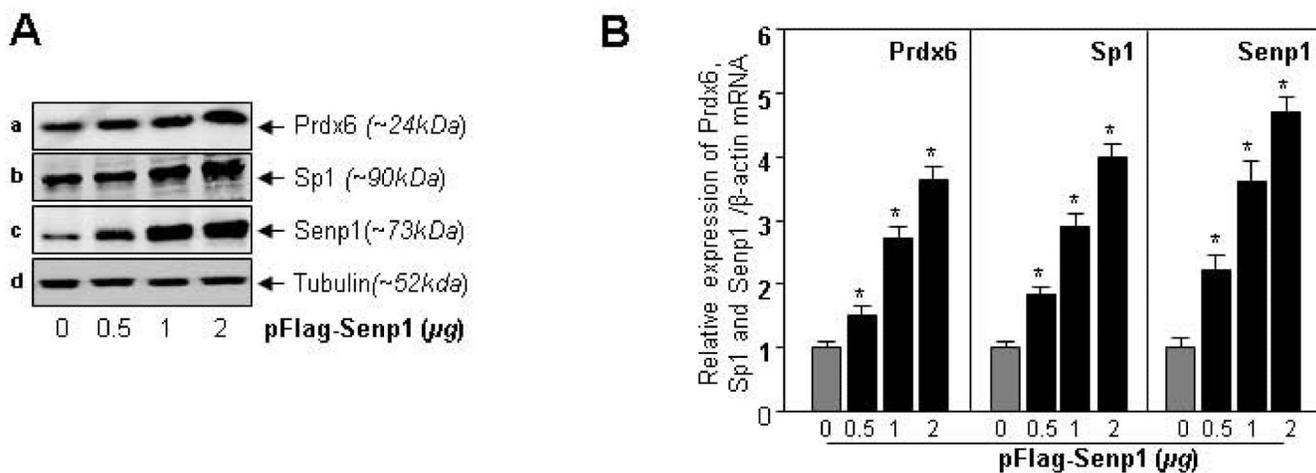 A
a
Prdx6 (~24kDa)
b
Sp1 (~90kDa)
c
Senp1(~73kDa)
d
Tubulin(~52kda)
0 0.5 1 2 pFlag-Senp1 (µg)
B
Relative expression of Prdx6,
Sp1 and Senp1 /β-actin mRNA
6
5
4
3
2
1
0
Prdx6 Sp1 Senp1
* * *
* * *
* * *
0 0.5 1 2 0 0.5 1 2 0 0.5 1 2
pFlag-Senp1 (µg)